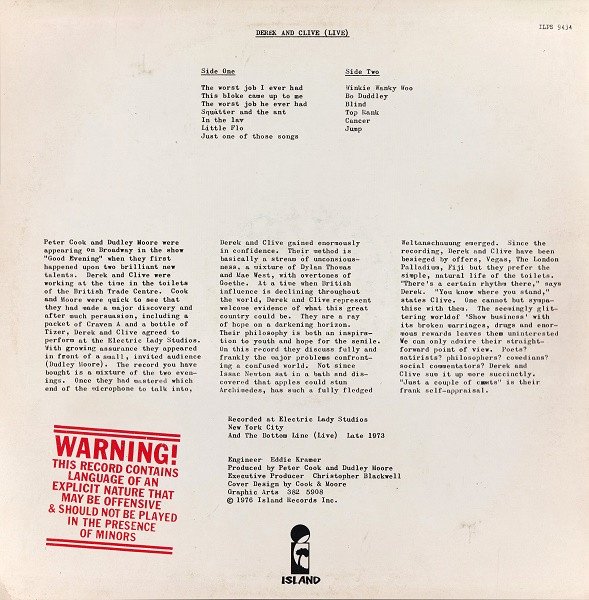 DEREK AND CLIVE (LIVE)
ILPS 9434
Side One
The worst job I ever had
This bloke came up to me
The worst job he ever had
Squatter and the ant
In the lav
Little Flo
Just one of those songs
Side Two
Winkie Wanky Woo
Bo Duddley
Blind
Top Rank
Cancer
Jump
Peter Cook and Dudley Moore were
appearing on Broadway in the show
"Good Evening" when they first
happened upon two brilliant new
talents. Derek and Clive were
working at the time in the toilets
of the British Trade Centre. Cook
and Moore were quick to see that
they had made a major discovery and
after much persuasion, including a
packet of Craven A and a bottle of
Tizer, Derek and Clive agreed to
perform at the Electric Lady Studios.
With growing assurance they appeared
in front of a small, invited audience
(Dudley Moore). The record you have
bought is a mixture of the two even-
ings. Once they had mastered which
end of the microphone to talk into,
Derek and Clive gained enormously
in confidence. Their method is
basically a stream of unconsious-
ness. a mixture of Dylan Thomas
and Mae West, with overtones of
Goethe. At a time when British
influence is declining throughout
the world, Derek and Clive represent
welcome evidence of what this great
country could be. They are a ray
of hope on a darkening horizon.
Their philosophy is both an inspira-
tion to youth and hope for the senile.
On this record they discuss fully and
frankly the major problems confront-
ing a confused world. Not since
Isaac Newton sat in a bath and dis-
covered that apples could stun
Archimedes, has such a fully fledged
Weltanschauung emerged. Since the
recording, Derek and Clive have been
besieged by offers, Vegas, The London
Palladium, Fiji but they prefer the
simple, natural life of the toilets.
"There's a certain rhythm there," says
Derek. "You know where you stand,"
states Clive. One cannot but sympa-
thise with them. The seemingly glit-
tering worldof 'Show business' with
its broken marriages, drugs and enor-
mous rewards leaves them uninterested
We can only admire their straight-
forward point of view. Poets?
satirists? philosophers? comedians?
social commentators? Derek and
Clive sum it up more succinctly.
"Just a couple of are their
frank self-appraisal.
Recorded at Electric Lady Studios
New York City
And The Bottom Line (Live) Late 1973
Engineer Eddie Kramer
Produced by Peter Cook and Dudley Moore
Executive Producer Christopher Blackwell
Cover Design by Cook & Moore
Graphic Arts 382 5908
© 1976 Island Records Inc.
WARNING!
THIS RECORD CONTAINS
LANGUAGE OF AN
EXPLICIT NATURE THAT
MAY BE OFFENSIVE
& SHOULD NOT BE PLAYED
IN THE PRESENCE
OF MINORS
ISLAND